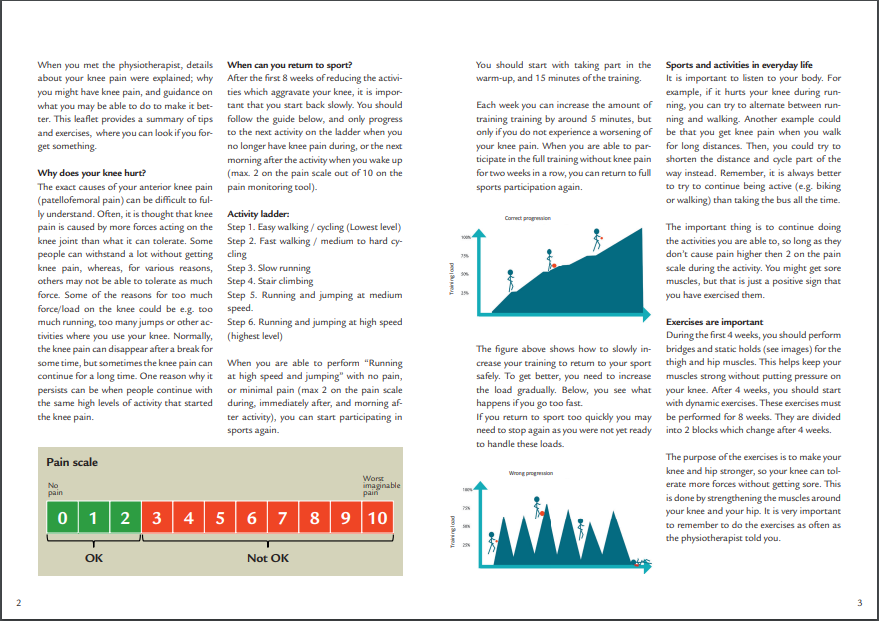 When you met the physiotherapist, details
about your knee pain were explained; why
you might have knee pain, and guidance on
what you may be able to do to make it bet-
ter. This leaflet provides a summary of tips
and exercises, where you can look if you for-
get something.
Why does your knee hurt?
The exact causes of your anterior knee pain
(patellofemoral pain) can be difficult to ful-
ly understand. Often, it is thought that knee
pain is caused by more forces acting on the
knee joint than what it can tolerate. Some
people can withstand a lot without getting
knee pain, whereas, for various reasons,
others may not be able to tolerate as much
force. Some of the reasons for too much
force/load on the knee could be e.g. too
much running, too many jumps or other ac-
tivities where you use your knee. Normally,
the knee pain can disappear after a break for
some time, but sometimes the knee pain can
continue for a long time. One reason why it
persists can be when people continue with
the same high levels of activity that started
the knee pain.
When can you return to sport?
After the first 8 weeks of reducing the activi-
ties which aggravate your knee, it is impor-
tant that you start back slowly. You should
follow the guide below, and only progress
to the next activity on the ladder when you
no longer have knee pain during, or the next
morning after the activity when you wake up
(max. 2 on the pain scale out of 10 on the
pain monitoring tool).
Activity ladder:
Step 1. Easy walking / cycling (Lowest level)
Step 2. Fast walking / medium to hard cy-
cling
Step 3. Slow running
Step 4. Stair climbing
Step 5. Running and jumping at medium
speed.
Step 6. Running and jumping at high speed
(highest level)
When you are able to perform “Running
at high speed and jumping” with no pain,
or minimal pain (max 2 on the pain scale
during, immediately after, and morning af-
ter activity), you can start participating in
sports again.
Pain scale
No
pain
Worst
imaginable
pain
0 1 2 3 4 5 6 7 8 9 10
OK Not OK
2
You should start with taking part in the
warm-up, and 15 minutes of the training.
Each week you can increase the amount of
training training by around 5 minutes, but
only if you do not experience a worsening of
your knee pain. When you are able to par-
ticipate in the full training without knee pain
for two weeks in a row, you can return to full
sports participation again.
Correct progression
Training load
100%
75%
50%
25%
The figure above shows how to slowly in-
crease your training to return to your sport
safely. To get better, you need to increase
the load gradually. Below, you see what
happens if you go too fast.
If you return to sport too quickly you may
need to stop again as you were not yet ready
to handle these loads.
Wrong progression
Training load
100%
75%
50%
25%
Sports and activities in everyday life
It is important to listen to your body. For
example, if it hurts your knee during run-
ning, you can try to alternate between run-
ning and walking. Another example could
be that you get knee pain when you walk
for long distances. Then, you could try to
shorten the distance and cycle part of the
way instead. Remember, it is always better
to try to continue being active (e.g. biking
or walking) than taking the bus all the time.
The important thing is to continue doing
the activities you are able to, so long as they
don't cause pain higher then 2 on the pain
scale during the activity. You might get sore
muscles, but that is just a positive sign that
you have exercised them.
Exercises are important
During the first 4 weeks, you should perform
bridges and static holds (see images) for the
thigh and hip muscles. This helps keep your
muscles strong without putting pressure on
your knee. After 4 weeks, you should start
with dynamic exercises. These exercises must
be performed for 8 weeks. They are divided
into 2 blocks which change after 4 weeks.
The purpose of the exercises is to make your
knee and hip stronger, so your knee can tol-
erate more forces without getting sore. This
is done by strengthening the muscles around
your knee and your hip. It is very important
to remember to do the exercises as often as
the physiotherapist told you.
3